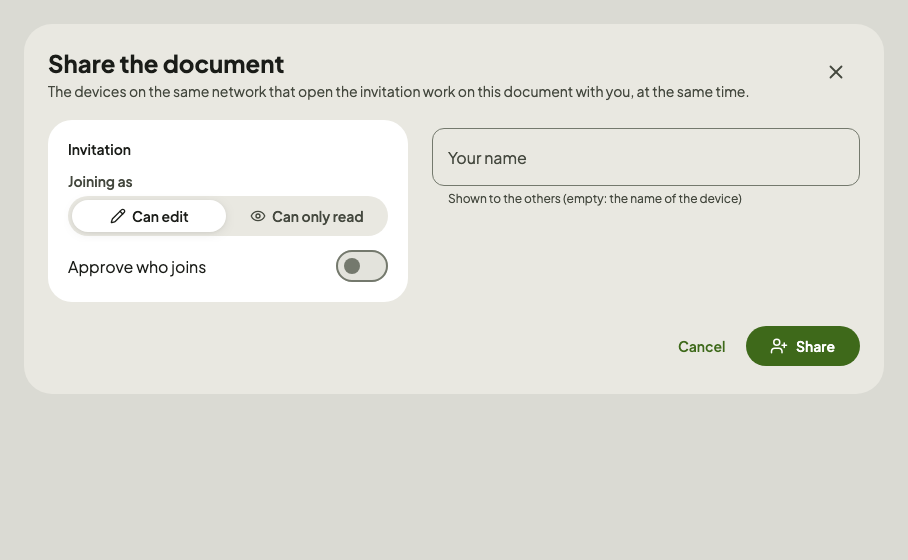 Share the document
The devices on the same network that open the invitation work on this document with you, at the same time.
Invitation
Joining as
Can edit
Can only read
Approve who joins
Your name
Shown to the others (empty: the name of the device)
Cancel
Share